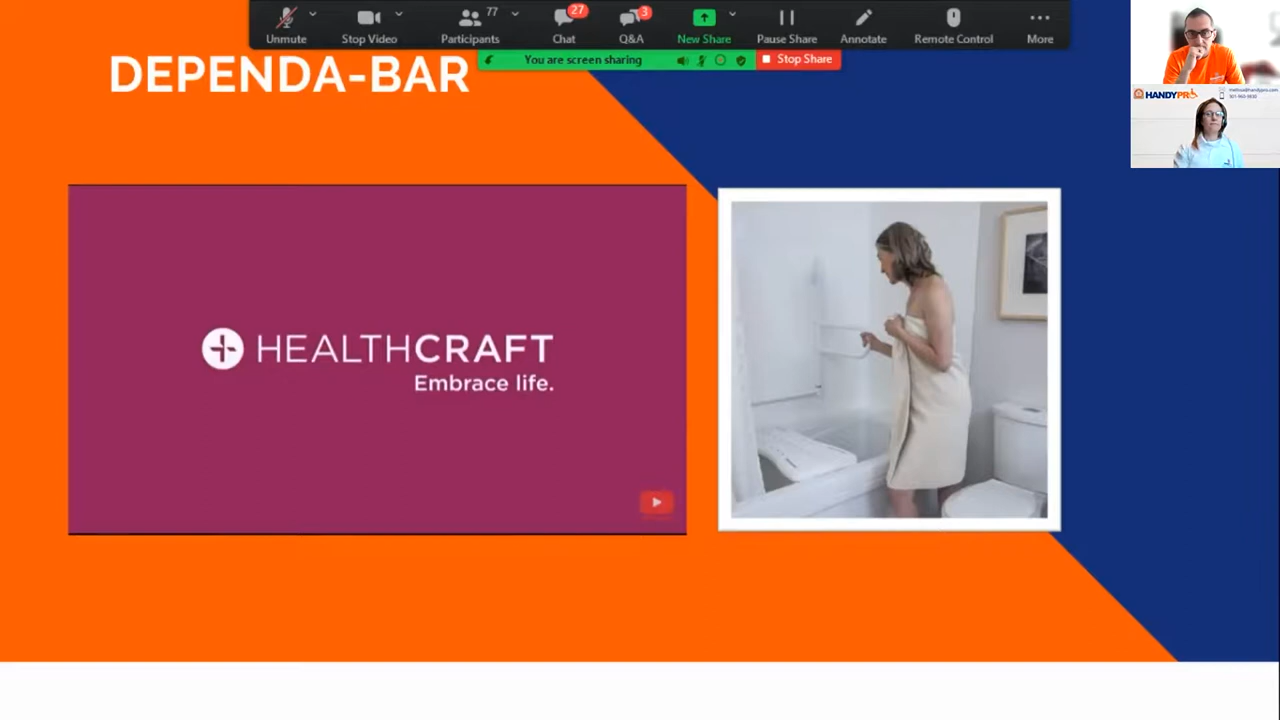 77
27
3
Unmute
Stop Video
Participants
Chat
Q&A
New Share
Pause Share
Annotate
Remote Control
More
You are screen sharing
Stop Share
DEPENDA-BAR
HANDYPRO
HEALTHCRAFT
Embrace life.